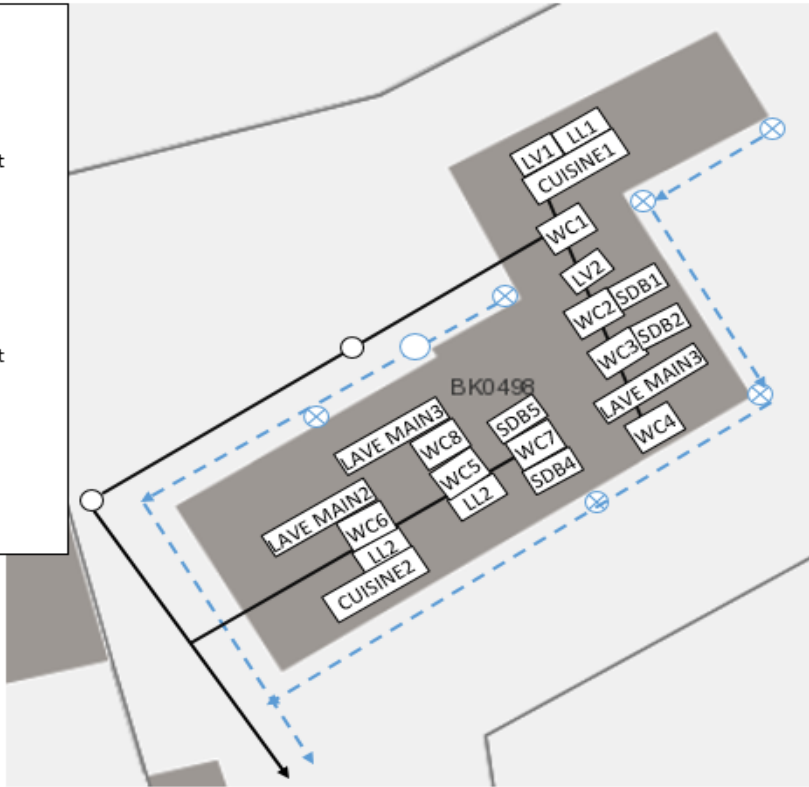 t
t
LV1
LL1
CUISINE1
WC1
LV2
WC2
SDB1
WC3
SDB2
LAVE MAIN3
WC4
BK0498
LAVE MAIN3
WC8
WC5
LL2
SDB5
WC7
SDB4
LAVE MAIN2
WC6
LL2
CUISINE2